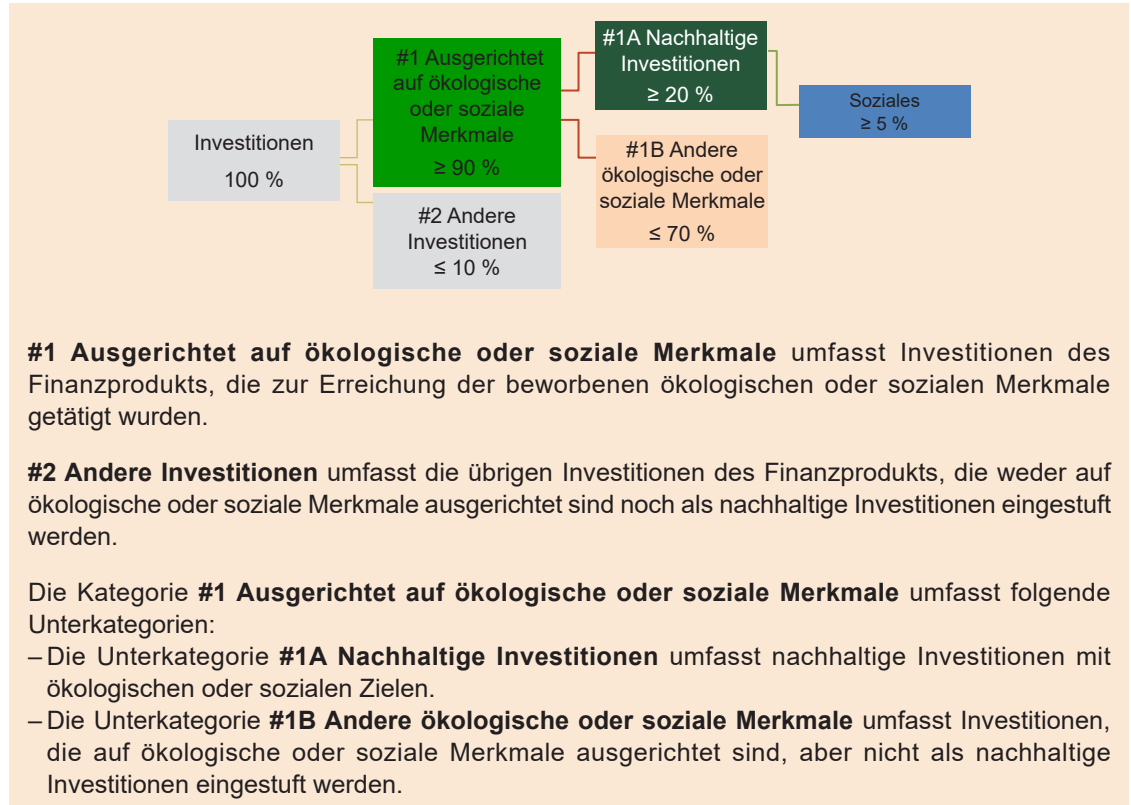 Investitionen
100 %
#1 Ausgerichtet
auf ökologische
oder soziale
Merkmale
≥ 90 %
#2 Andere
Investitionen
≤ 10 %
#1A Nachhaltige
Investitionen
≥ 20 %
#1B Andere
ökologische oder
soziale Merkmale
≤ 70 %
Soziales
≥ 5 %
#1 Ausgerichtet auf ökologische oder soziale Merkmale umfasst Investitionen des
Finanzprodukts, die zur Erreichung der beworbenen ökologischen oder sozialen Merkmale
getätigt wurden.
#2 Andere Investitionen umfasst die übrigen Investitionen des Finanzprodukts, die weder auf
ökologische oder soziale Merkmale ausgerichtet sind noch als nachhaltige Investitionen eingestuft
werden.
Die Kategorie #1 Ausgerichtet auf ökologische oder soziale Merkmale umfasst folgende
Unterkategorien:
– Die Unterkategorie #1A Nachhaltige Investitionen umfasst nachhaltige Investitionen mit
ökologischen oder sozialen Zielen.
– Die Unterkategorie #1B Andere ökologische oder soziale Merkmale umfasst Investitionen,
die auf ökologische oder soziale Merkmale ausgerichtet sind, aber nicht als nachhaltige
Investitionen eingestuft werden.